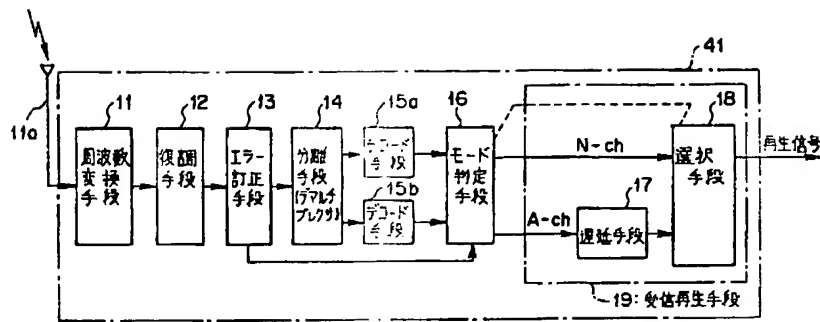 41
11
12
13
14
15a
16
18
11a
周波数
変換
手段
復調
手段
エラー
訂正
手段
分離
手段
(デマルチ
プレクサ)
デコード
手段
15b
デコード
手段
モード
判定
手段
N-ch
A-ch
17
遅延手段
選択
手段
再生信号
19:受信再生手段